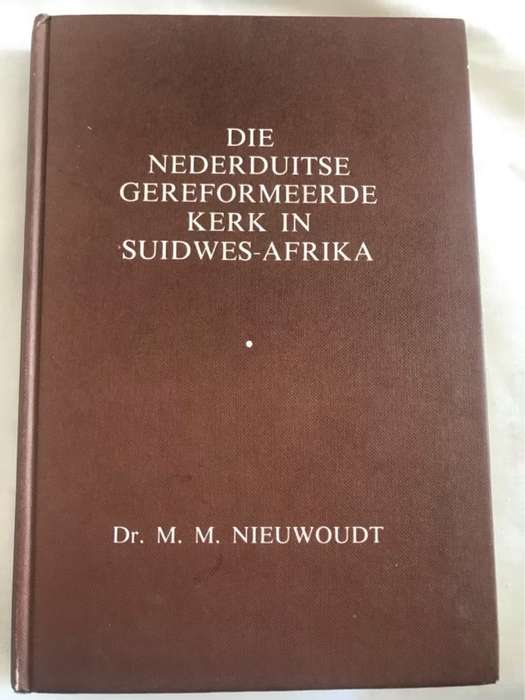 DIE
NEDERDUITSE
GEREFORMEERDE
KERK IN
SUIDWES-AFRIKA
Dr. M. M. NIEUWOUDT